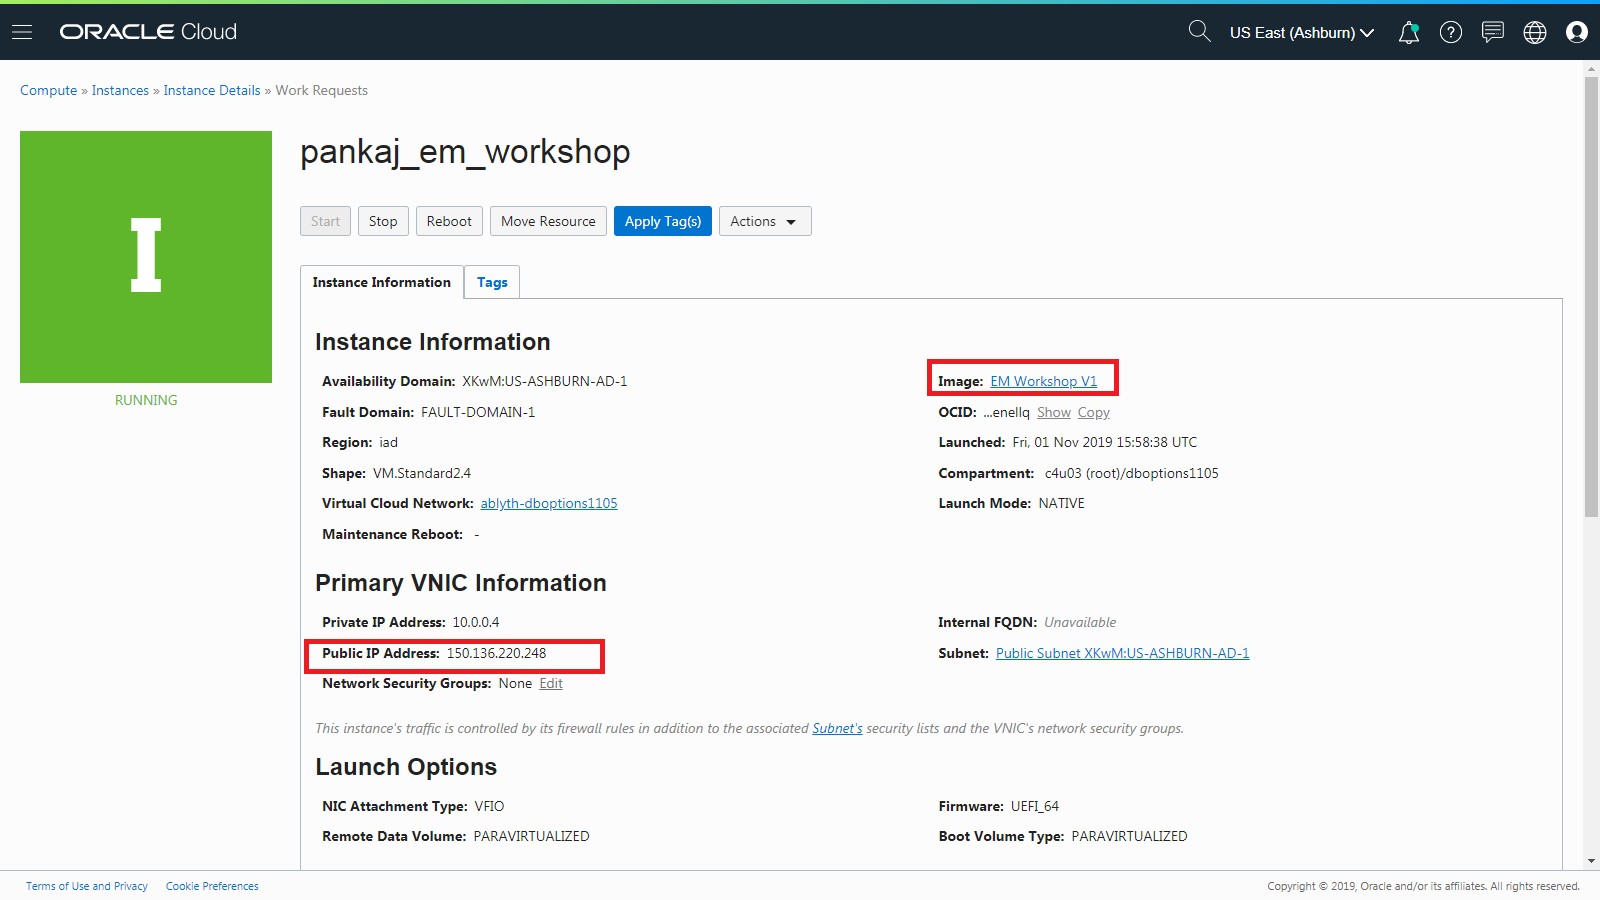 ORACLE Cloud
US East (Ashburn)
Compute » Instances » Instance Details » Work Requests
I
RUNNING
pankaj_em_workshop
Start Stop Reboot Move Resource Apply Tag(s) Actions
Instance Information Tags
Instance Information
Availability Domain: XKwM:US-ASHBURN-AD-1
Fault Domain: FAULT-DOMAIN-1
Region: iad
Shape: VM.Standard2.4
Virtual Cloud Network: ablyth-dboptions1105
Maintenance Reboot: -
Image: EM Workshop V1
OCID: ...enellq Show Copy
Launched: Fri, 01 Nov 2019 15:58:38 UTC
Compartment: c4u03 (root)/dboptions1105
Launch Mode: NATIVE
Primary VNIC Information
Private IP Address: 10.0.0.4
Public IP Address: 150.136.220.248
Network Security Groups: None Edit
Internal FQDN: Unavailable
Subnet: Public Subnet XKwM:US-ASHBURN-AD-1
This instance's traffic is controlled by its firewall rules in addition to the associated Subnet's security lists and the VNIC's network security groups.
Launch Options
NIC Attachment Type: VFIO
Remote Data Volume: PARAVIRTUALIZED
Firmware: UEFI_64
Boot Volume Type: PARAVIRTUALIZED
Terms of Use and Privacy Cookie Preferences
Copyright © 2019, Oracle and/or its affiliates. All rights reserved.